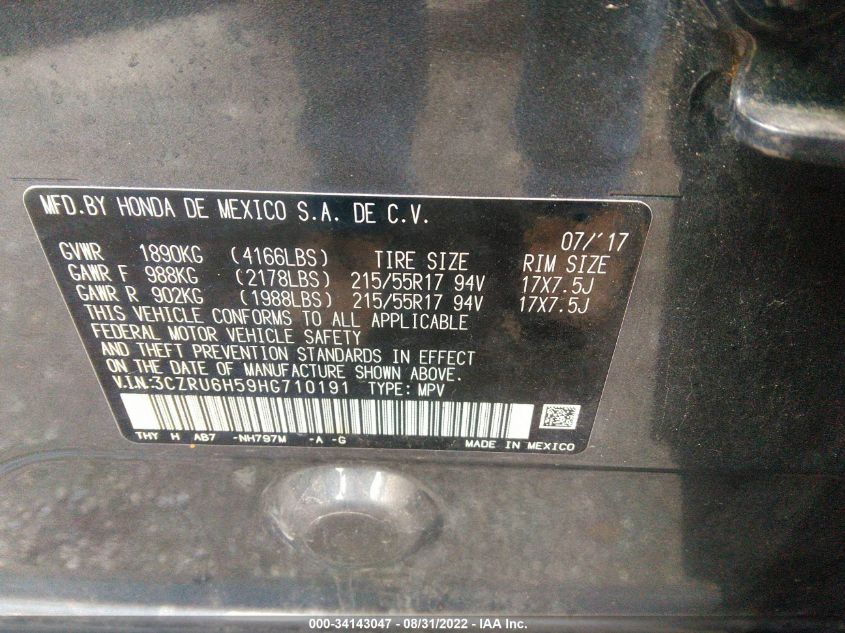 MFD.BY HONDA DE MEXICO S.A. DE C.V.
07/'17
GVWR 1890KG (4166LBS) TIRE SIZE RIM SIZE
GAWR F 988KG (2178LBS) 215/55R17 94V 17X7.5J
GAWR R 902KG (1988LBS) 215/55R17 94V 17X7.5J
THIS VEHICLE CONFORMS TO ALL APPLICABLE
FEDERAL MOTOR VEHICLE SAFETY
AND THEFT PREVENTION STANDARDS IN EFFECT
ON THE DATE OF MANUFACTURE SHOWN ABOVE.
V.I.N:3CZRU6H59HG710191 TYPE: MPV
THY H AB7 -NH797M -A -G MADE IN MEXICO
000-34143047 - 08/31/2022 - IAA Inc.